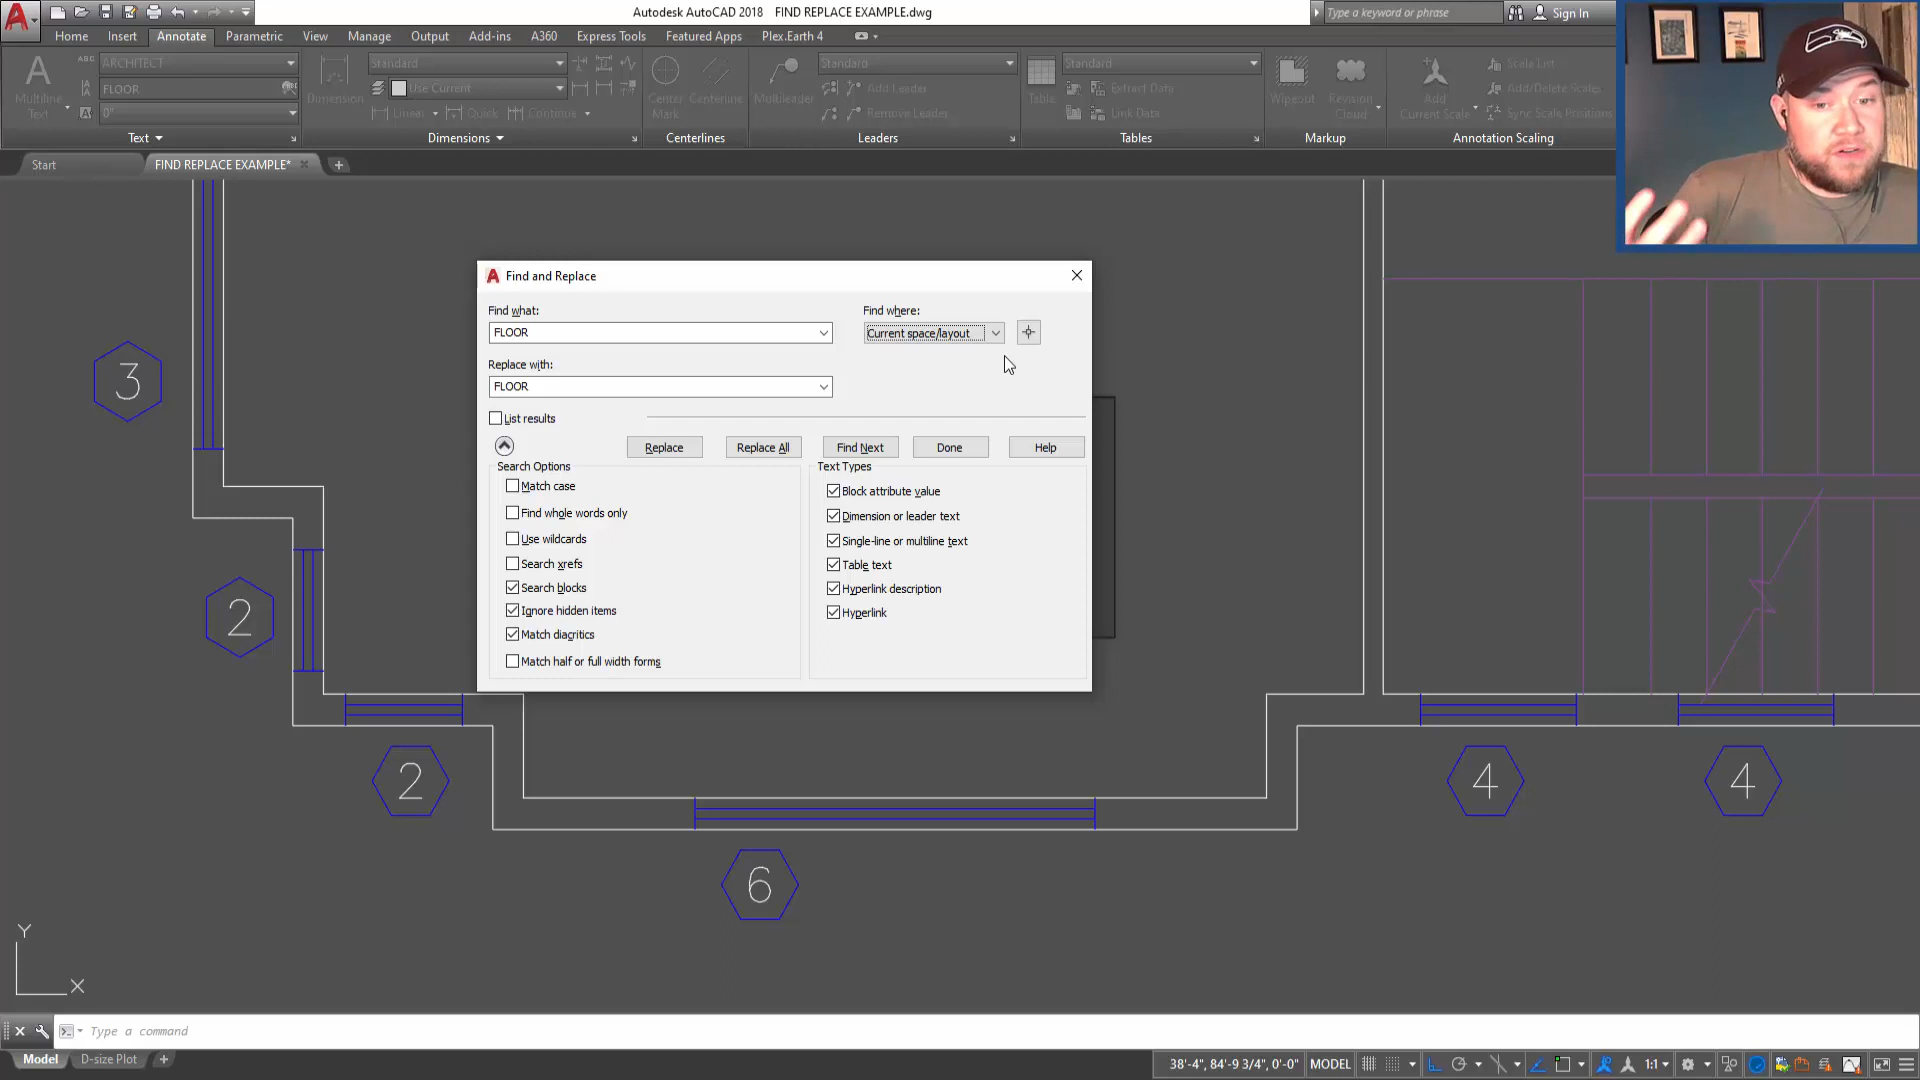 Autodesk AutoCAD 2018 FIND REPLACE EXAMPLE.dwg
Type a keyword or phrase
Sign In
Home Insert Annotate Parametric View Manage Output Add-ins A360 Express Tools Featured Apps Plex.Earth 4
A Multiline Text
ABC ARCHITECT
FLOOR
0"
Text
Dimension
Standard
Use Current
Linear Quick Continue
Dimensions
Center Mark
Centerline
Centerlines
Multileader
Standard
Add Leader
Remove Leader
Leaders
Table
Standard
Extract Data
Link Data
Tables
Wipeout
Revision Cloud
Markup
Add Current Scale
Scale List
Add/Delete Scales
Sync Scale Positions
Annotation Scaling
Start
FIND REPLACE EXAMPLE*
Find and Replace
Find what:
FLOOR
Find where:
Current space/layout
Replace with:
FLOOR
List results
Replace Replace All Find Next Done Help
Search Options
Match case
Find whole words only
Use wildcards
Search xrefs
Search blocks
Ignore hidden items
Match diacritics
Match half or full width forms
Text Types
Block attribute value
Dimension or leader text
Single-line or multiline text
Table text
Hyperlink description
Hyperlink
3
2
2
6
4
4
Y
X
Type a command
Model D-size Plot
38'-4", 84'-9 3/4", 0'-0" MODEL
1:1